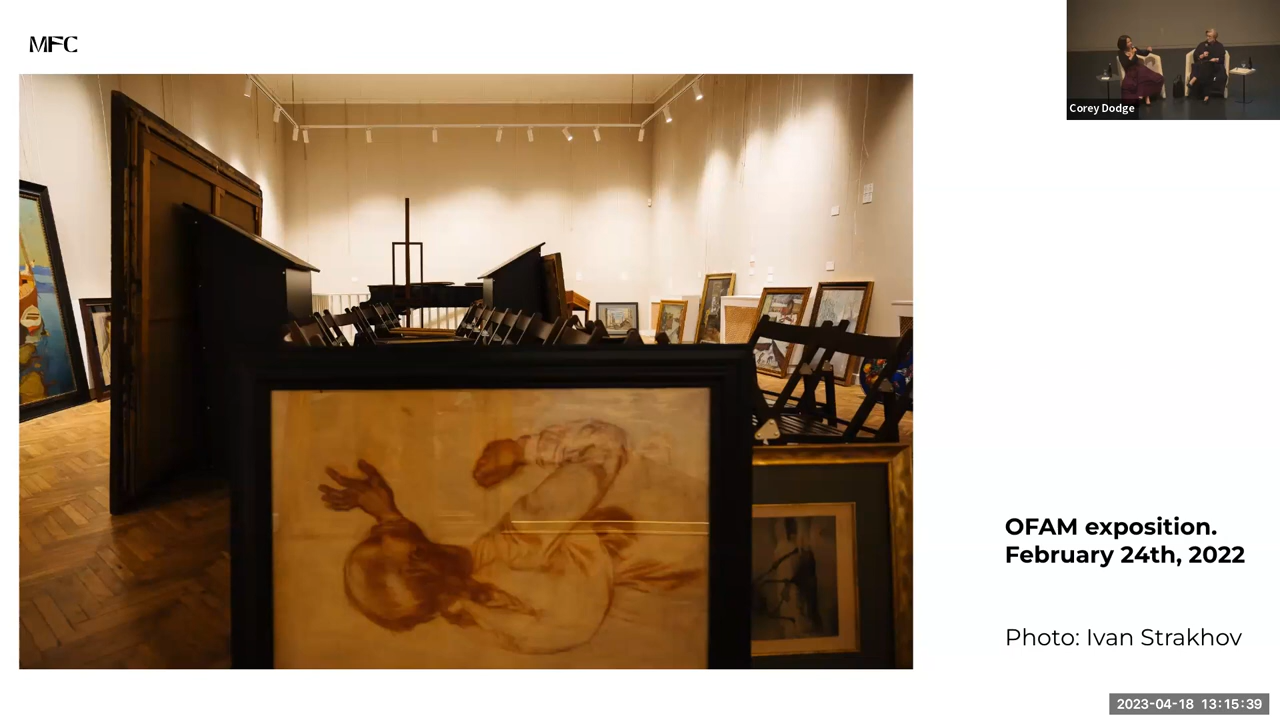 MFC
Corey Dodge
OFAM exposition.
February 24th, 2022
Photo: Ivan Strakhov
2023-04-18 13:15:39